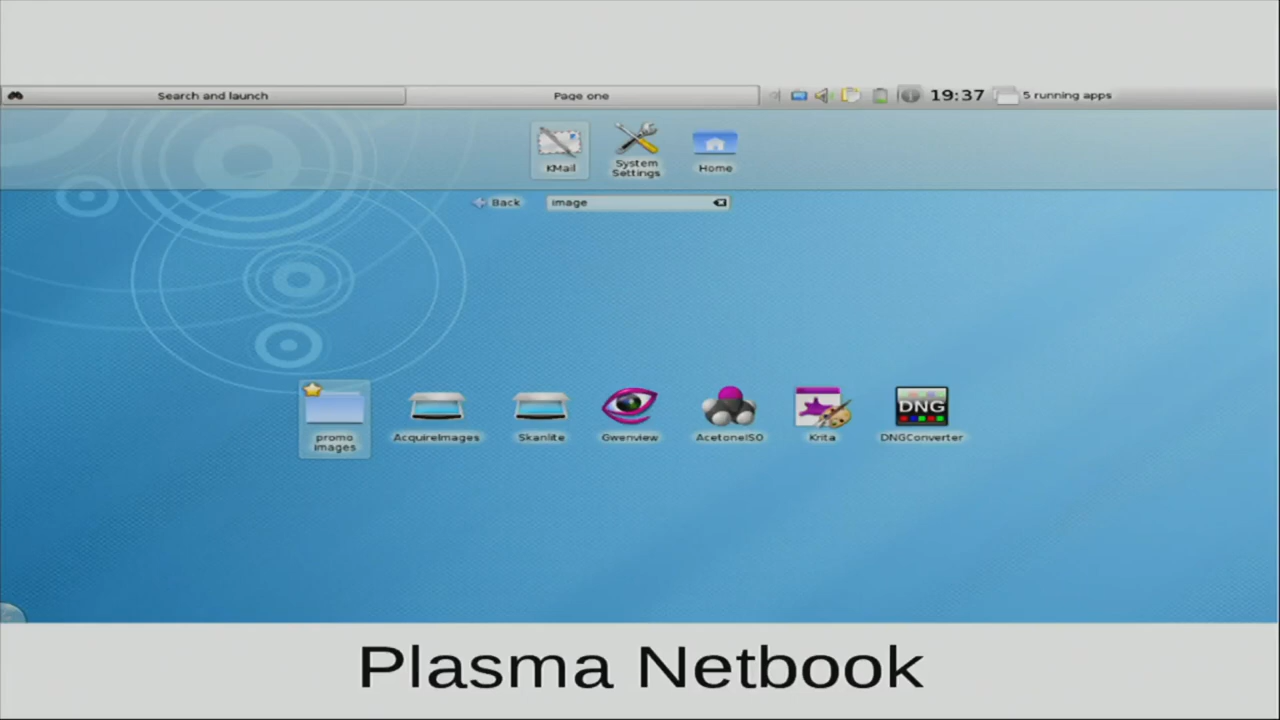 Search and launch
Page one
19:37
5 running apps
KMail
System
Settings
Home
Back
image
promo
images
AcquireImages
Skanlite
Gwenview
AcetoneISO
Krita
DNG
DNGConverter
Plasma Netbook